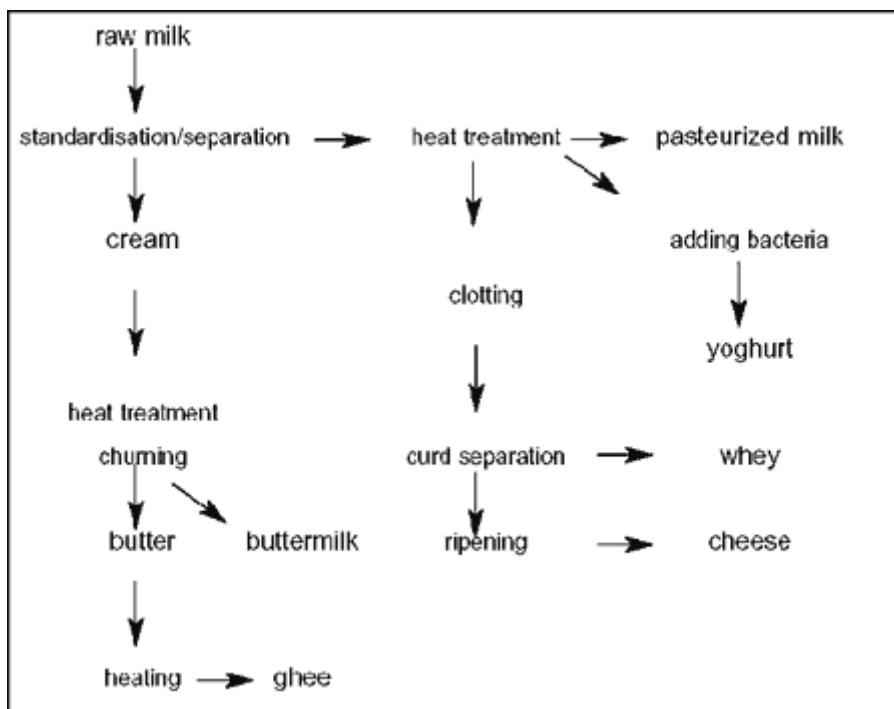 raw milk
standardisation/separation
heat treatment
pasteurized milk
cream
adding bacteria
clotting
yoghurt
heat treatment
churning
curd separation
whey
butter
buttermilk
ripening
cheese
heating
ghee